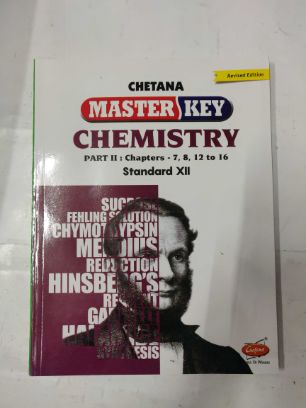 CHETANA
Revised Edition
MASTER KEY
CHEMISTRY
PART II : Chapters - 7, 8, 12 to 16
Standard XII
FEHLING SOLUTION
CHYMOTRYPSIN
REDUCTION
HINSBERG'S
Chetana